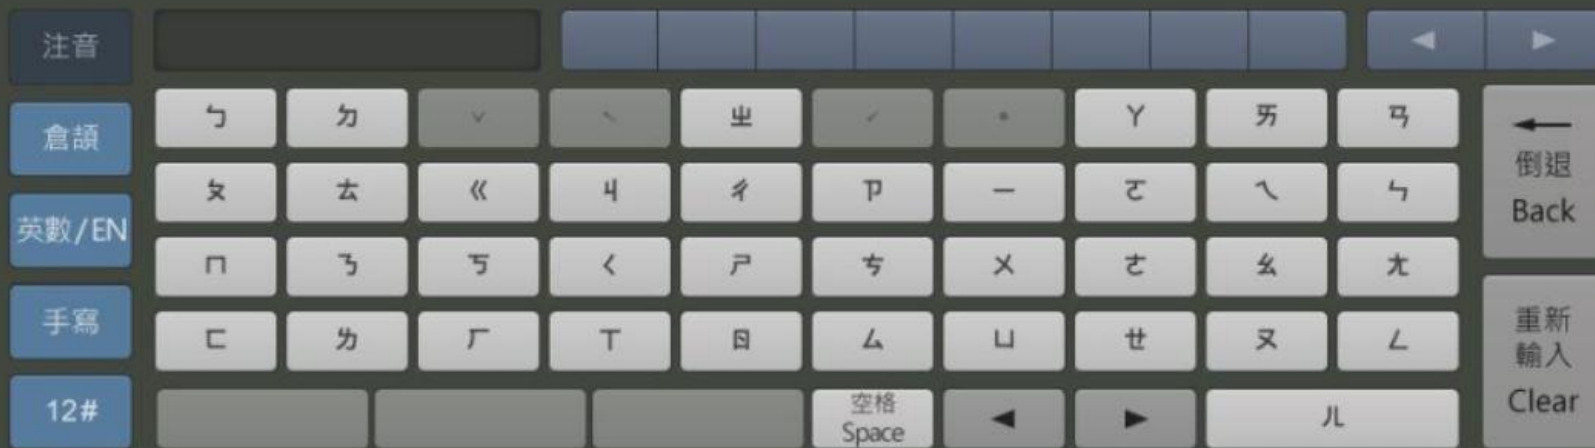 注音 ◀ ▶
ㄅ ㄉ ˇ ˋ ㄓ ˊ ˙ ㄚ ㄞ ㄢ
倉頡
← 倒退 Back
ㄆ ㄊ ㄍ ㄐ ㄔ ㄗ ㄧ ㄛ ㄟ ㄣ
英數/EN
ㄇ ㄋ ㄎ ㄑ ㄕ ㄘ ㄨ ㄜ ㄠ ㄤ
手寫
ㄈ ㄌ ㄏ ㄒ ㄖ ㄙ ㄩ ㄝ ㄡ ㄥ
重新
輸入
Clear
12# 空格 Space ◀ ▶ ㄦ